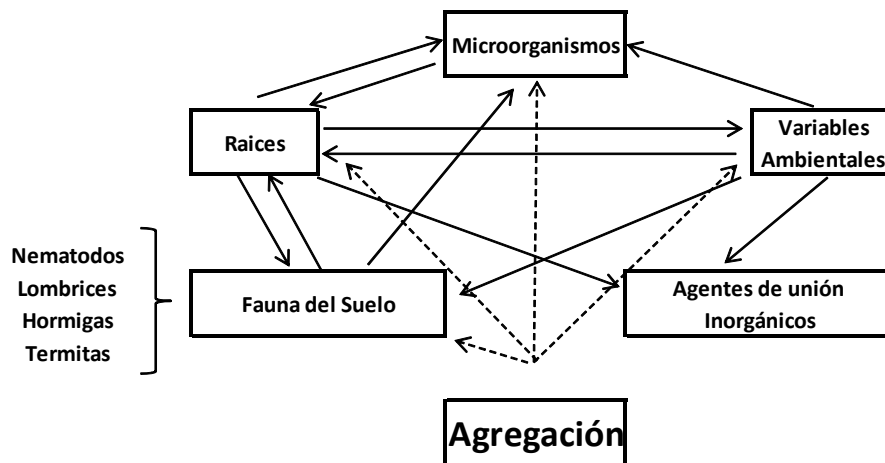 Microorganismos
Raices
Variables
Ambientales
Nematodos
Lombrices
Hormigas
Termitas
Fauna del Suelo
Agentes de unión
Inorgánicos
Agregación